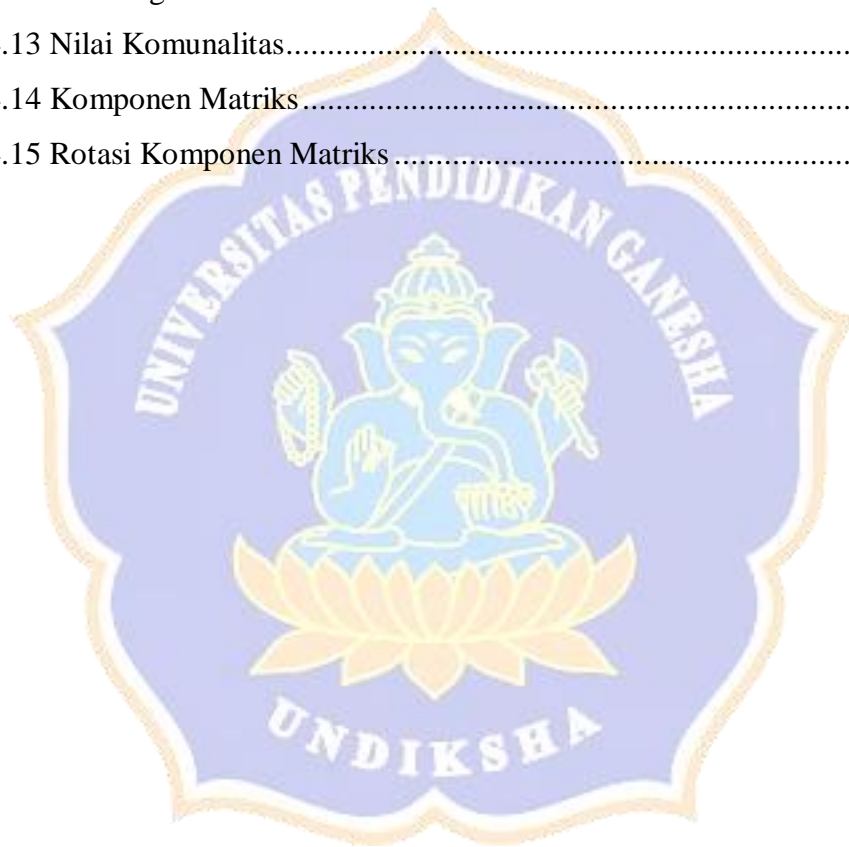 .13 Nilai Komunalitas....................................................................
.14 Komponen Matriks..................................................................
.15 Rotasi Komponen Matriks.......................................................
UNIVERSITAS PENDIDIKAN GANESHA
UNDIKSHA